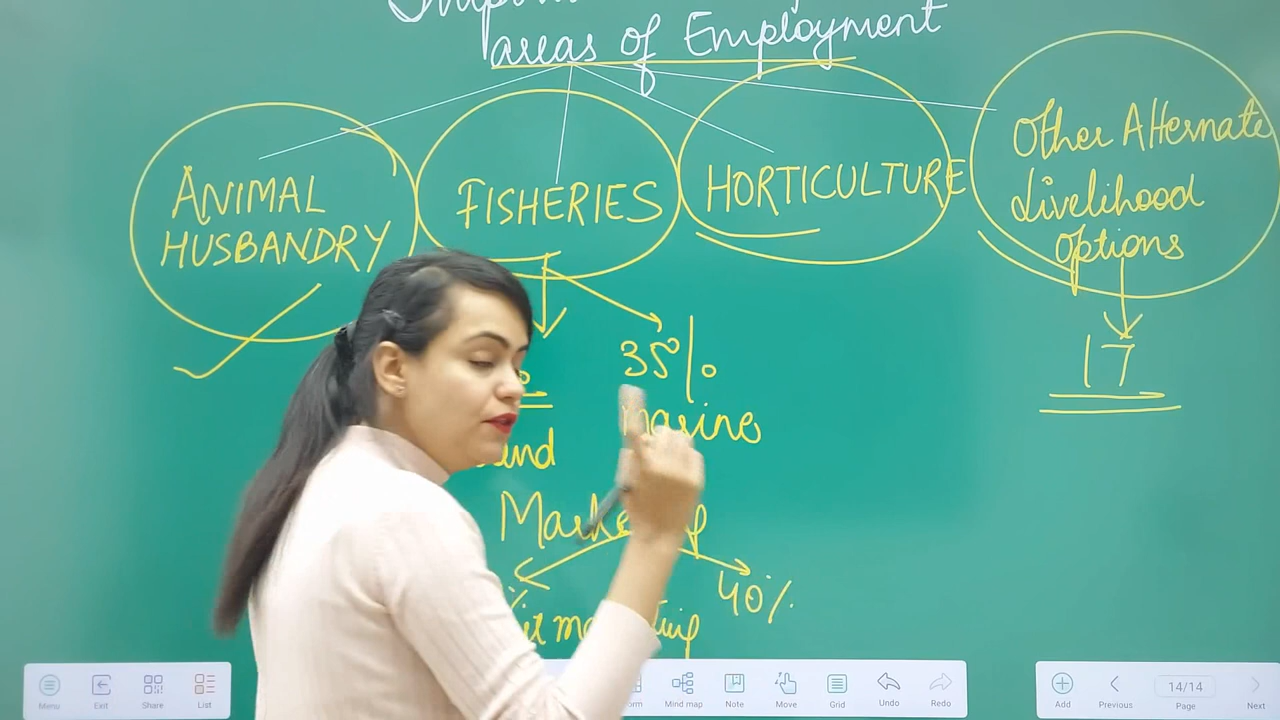 areas of Employment
ANIMAL
HUSBANDRY
FISHERIES
HORTICULTURE
Other Alternate
Livelihood
options
17
35%
marine
40%
Menu
Exit
Share
List
Mind map
Note
Move
Grid
Undo
Redo
Add
Previous
14/14
Page
Next